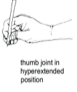 thumb joint in
hyperextended
position